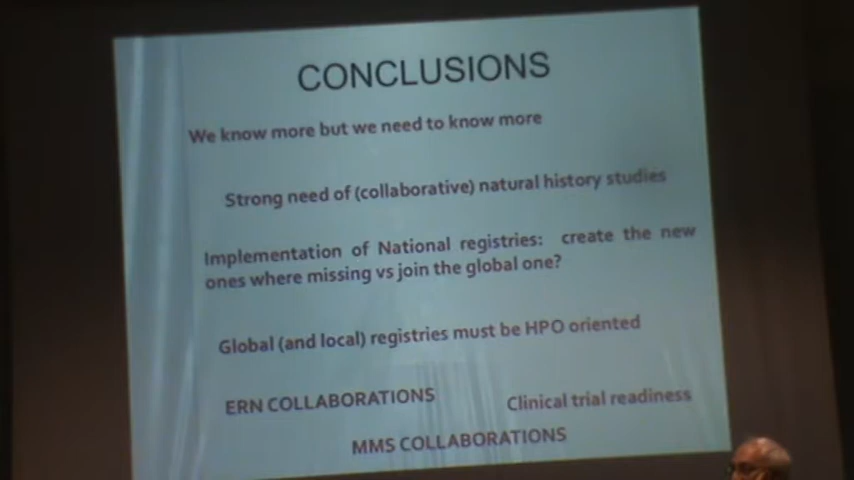 CONCLUSIONS
We know more but we need to know more
Strong need of (collaborative) natural history studies
Implementation of National registries: create the new
ones where missing vs join the global one?
Global (and local) registries must be HPO oriented
ERN COLLABORATIONS
Clinical trial readiness
MMS COLLABORATIONS